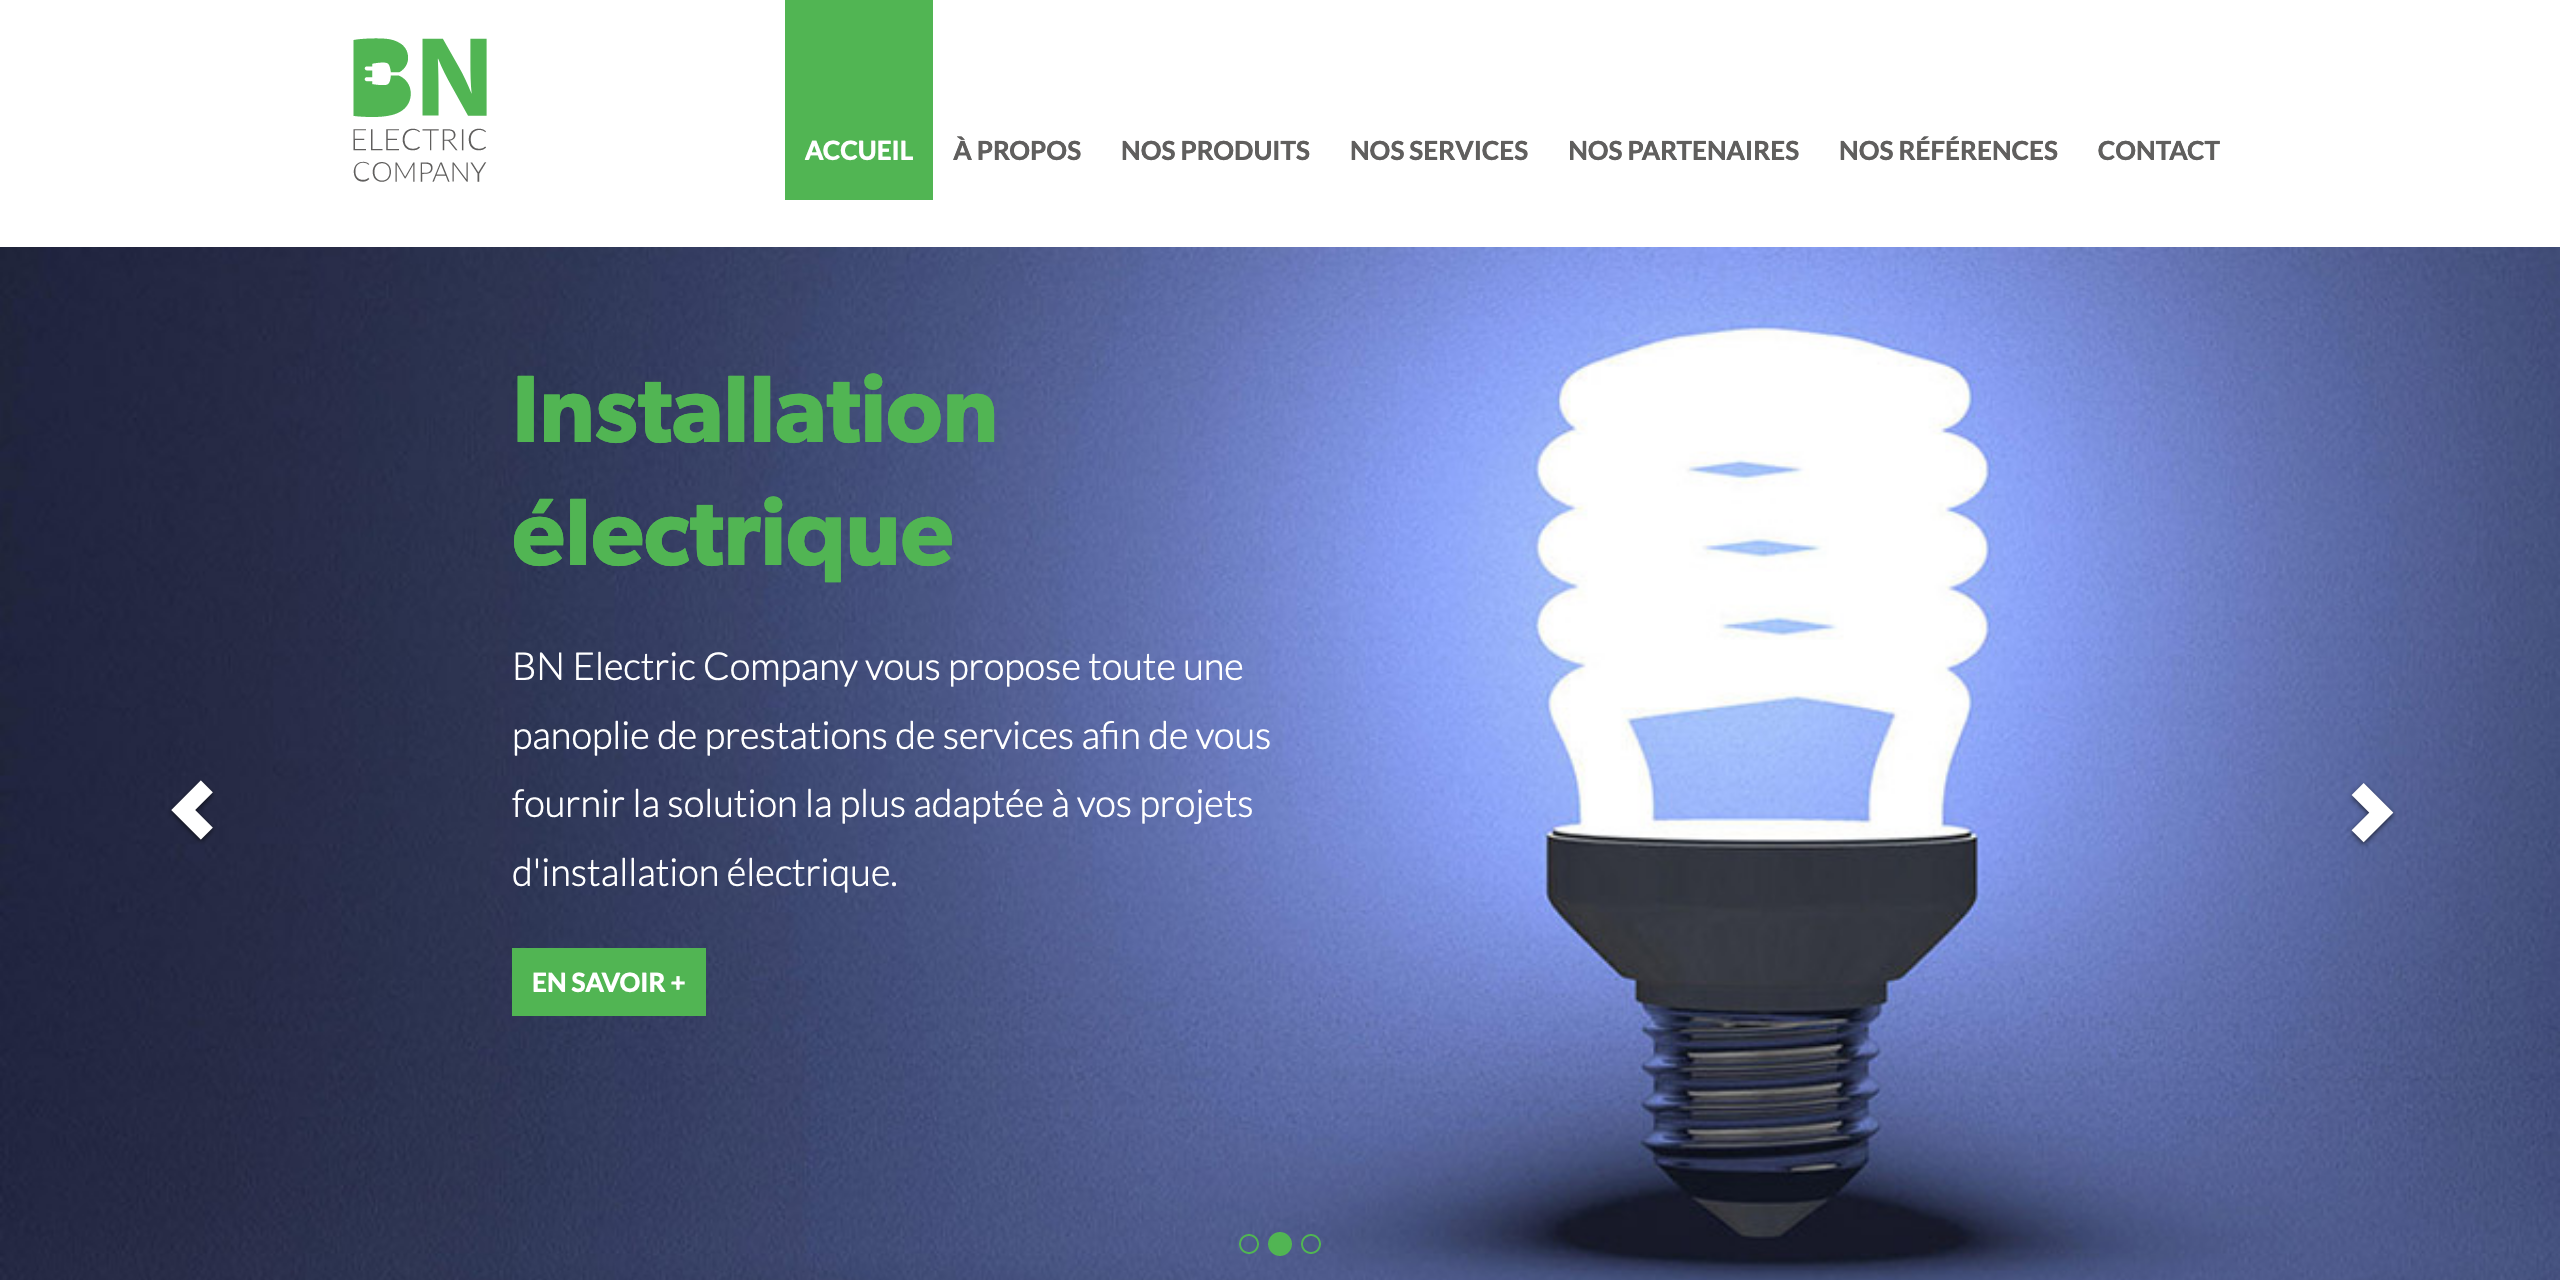 BN
ELECTRIC
COMPANY
ACCUEIL À PROPOS NOS PRODUITS NOS SERVICES NOS PARTENAIRES NOS RÉFÉRENCES CONTACT
Installation
électrique
BN Electric Company vous propose toute une
panoplie de prestations de services afin de vous
fournir la solution la plus adaptée à vos projets
d'installation électrique.
EN SAVOIR +